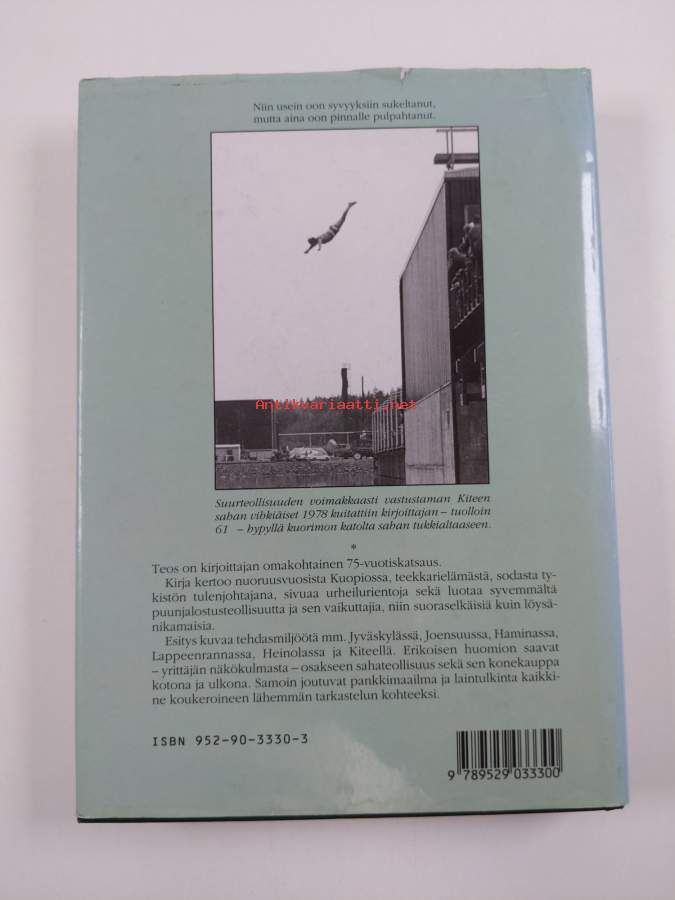 Niin usein oon syvyyksiin sukeltanut,
mutta aina oon pinnalle pulpahtanut.
Antikvariaatti.net
Suurteollisuuden voimakkaasti vastustaman Kiteen
sahan vihkiäiset 1978 kuitattiin kirjoittajan – tuolloin
61 – hypyllä kuorimon katolta sahan tukkialtaaseen.
*
Teos on kirjoittajan omakohtainen 75-vuotiskatsaus.
Kirja kertoo nuoruusvuosista Kuopiossa, teekkarielämästä, sodasta ty-
kistön tulenjohtajana, sivuaa urheilurientoja sekä luotaa syvemmältä
puunjalostusteollisuutta ja sen vaikuttajia, niin suoraselkäisiä kuin löysä-
nikamaisia.
Esitys kuvaa tehdasmiljöötä mm. Jyväskylässä, Joensuussa, Haminassa,
Lappeenrannassa, Heinolassa ja Kiteellä. Erikoisen huomion saavat
– yrittäjän näkökulmasta – osakseen sahateollisuus sekä sen konekauppa
kotona ja ulkona. Samoin joutuvat pankkimaailma ja laintulkinta kaikki-
ne koukeroineen lähemmän tarkastelun kohteeksi.
ISBN 952-90-3330-3
9 789529 033300